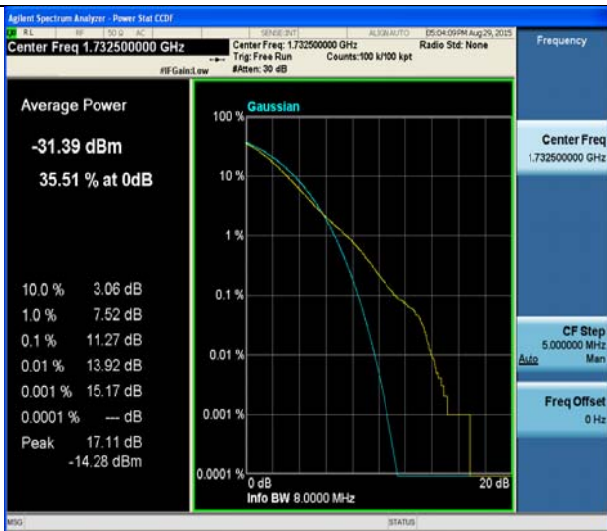 Agilent Spectrum Analyzer - Power Stat CCDF
RL RF 50 Ω AC SENSE:INT ALIGNAUTO 05:04:09 PM Aug 29, 2015
Center Freq 1.732500000 GHz
Center Freq: 1.732500000 GHz Radio Std: None
Trig: Free Run Counts:100 k/100 kpt
#IFGain:Low #Atten: 30 dB
Frequency
Average Power
-31.39 dBm
35.51 % at 0dB
10.0 % 3.06 dB
1.0 % 7.52 dB
0.1 % 11.27 dB
0.01 % 13.92 dB
0.001 % 15.17 dB
0.0001 % --- dB
Peak 17.11 dB
-14.28 dBm
Gaussian
100 %
10 %
1 %
0.1 %
0.01 %
0.001 %
0.0001 %
0 dB 20 dB
Info BW 8.0000 MHz
Center Freq
1.732500000 GHz
CF Step
5.000000 MHz
Auto Man
Freq Offset
0 Hz
MSG STATUS